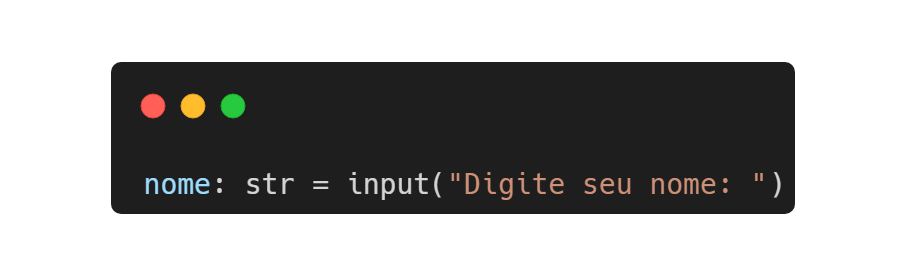 nome: str = input("Digite seu nome: ")